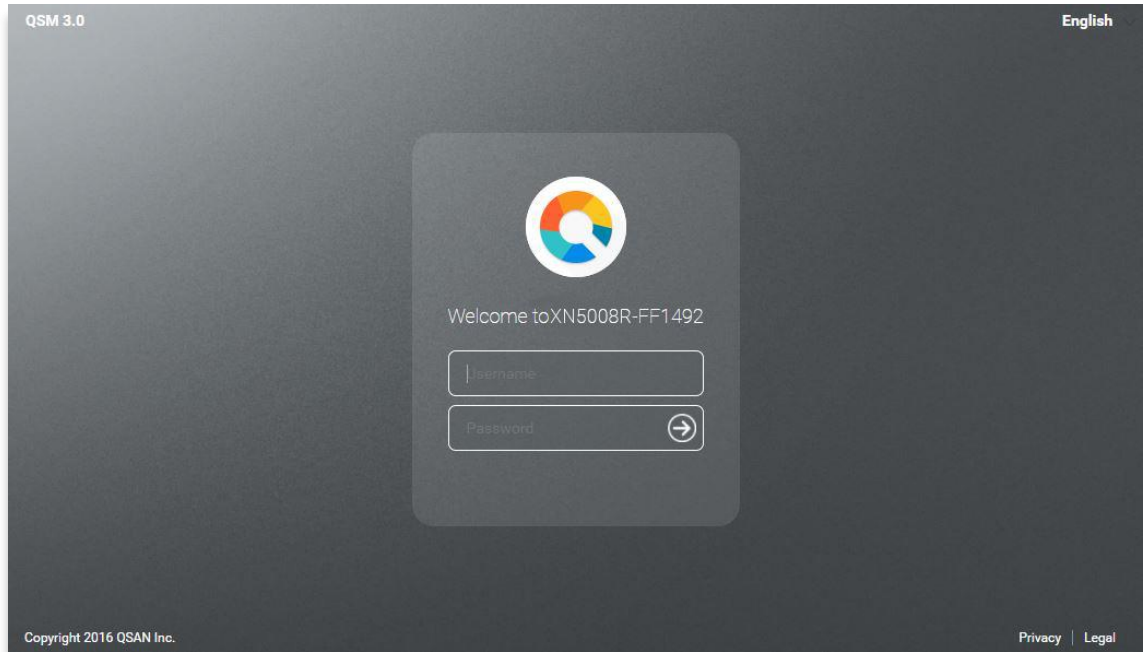 QSM 3.0
English
Welcome toXN5008R-FF1492
Username
Password
Copyright 2016 QSAN Inc.
Privacy | Legal